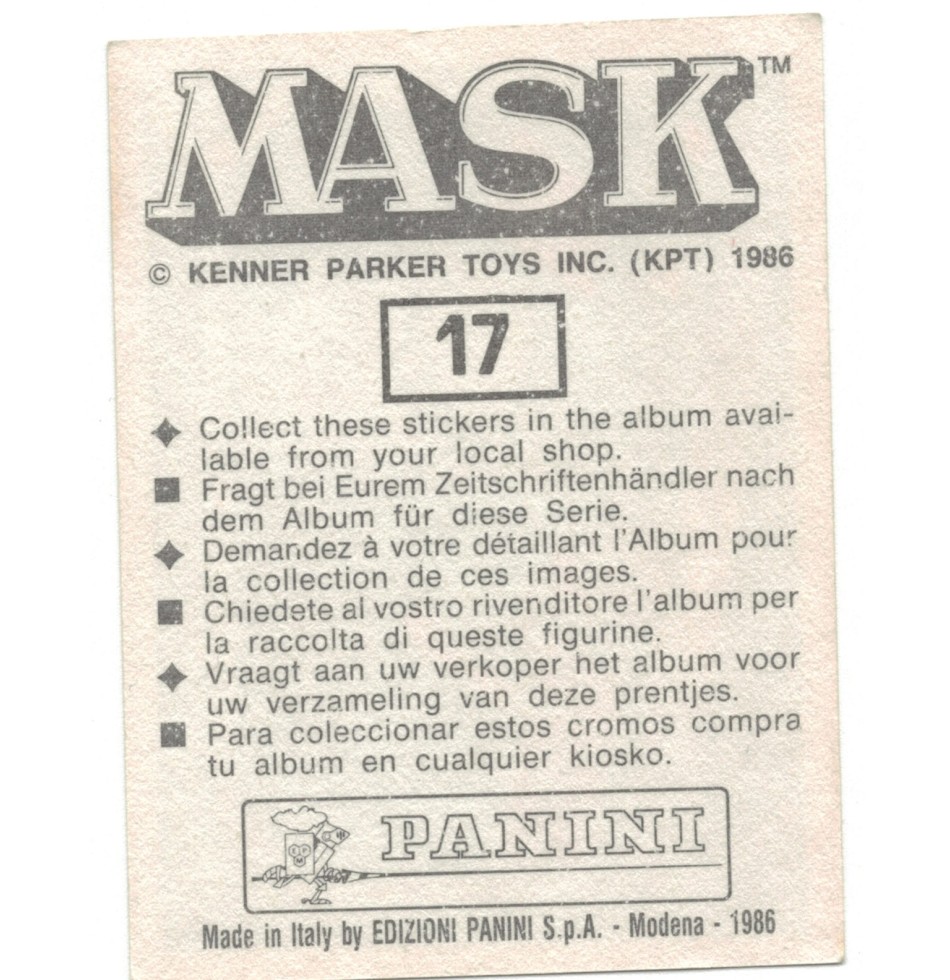 MASK™
© KENNER PARKER TOYS INC. (KPT) 1986
17
Collect these stickers in the album avai-
lable from your local shop.
Fragt bei Eurem Zeitschriftenhändler nach
dem Album für diese Serie.
Demandez à votre détaillant l'Album pour
la collection de ces images.
Chiedete al vostro rivenditore l'album per
la raccolta di queste figurine.
Vraagt aan uw verkoper het album voor
uw verzameling van deze prentjes.
Para coleccionar estos cromos compra
tu album en cualquier kiosko.
PANINI
Made in Italy by EDIZIONI PANINI S.p.A. - Modena - 1986